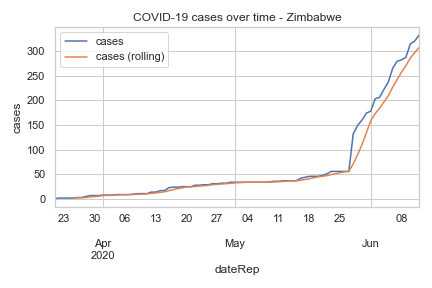 COVID-19 cases over time - Zimbabwe
cases
cases (rolling)
cases
300
250
200
150
100
50
0
23 30 06 13 20 27 04 11 18 25 01 08
Apr May Jun
2020
dateRep